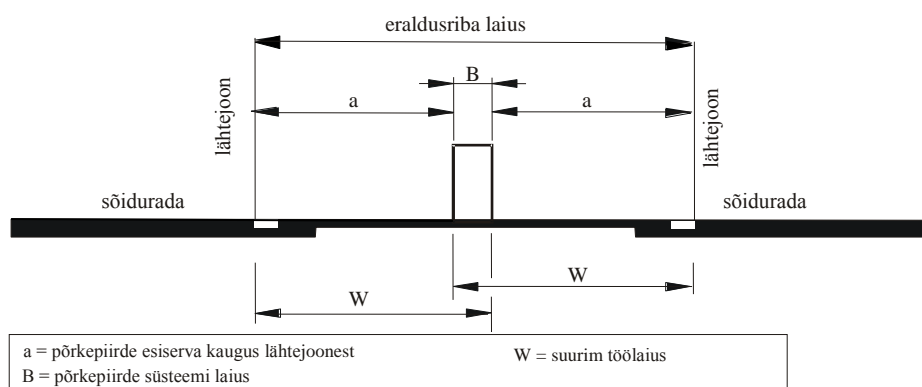 eraldusriba laius
B
a
a
lähtejoon
lähtejoon
sõidurada
sõidurada
W
W
a = põrkepiirde esiserva kaugus lähtejoonest
W = suurim töölaius
B = põrkepiirde süsteemi laius